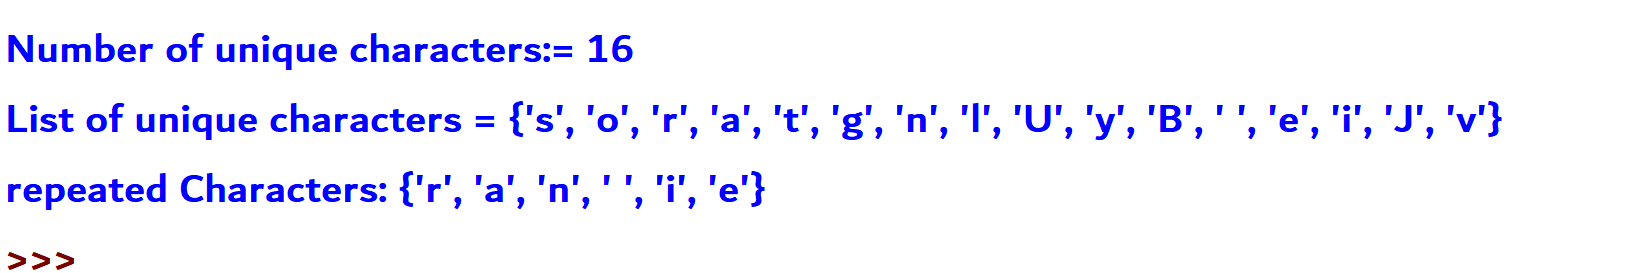 Number of unique characters:= 16
List of unique characters = {'s', 'o', 'r', 'a', 't', 'g', 'n', 'l', 'U', 'y', 'B', ' ', 'e', 'i', 'J', 'v'}
repeated Characters: {'r', 'a', 'n', ' ', 'i', 'e'}
>>>